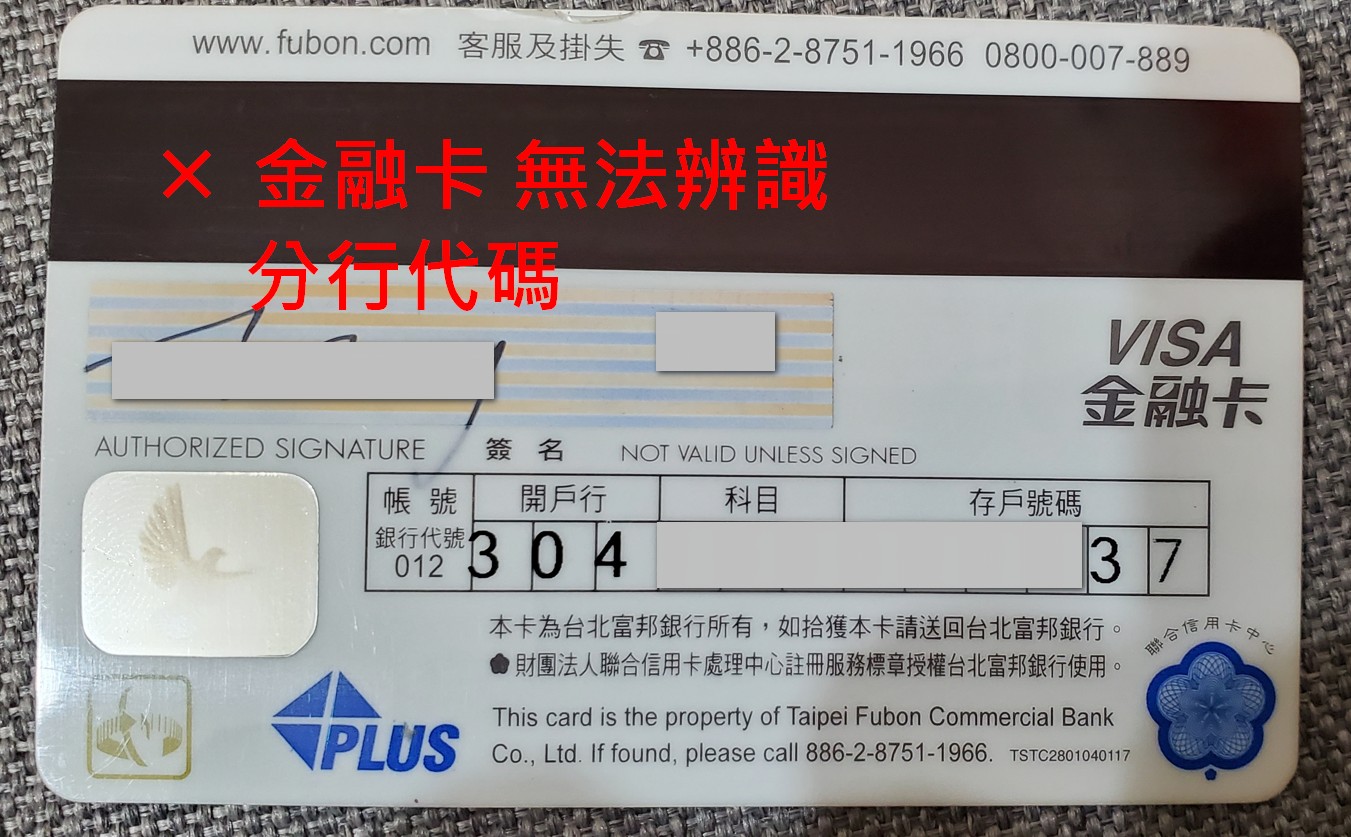 www.fubon.com 客服及掛失 ☎ +886-2-8751-1966 0800-007-889
× 金融卡 無法辨識
分行代碼
VISA
金融卡
AUTHORIZED SIGNATURE 簽名 NOT VALID UNLESS SIGNED
帳號 開戶行 科目 存戶號碼
銀行代號
012 304 37
本卡為台北富邦銀行所有，如拾獲本卡請送回台北富邦銀行。
財團法人聯合信用卡處理中心註冊服務標章授權台北富邦銀行使用。
聯合信用卡中心
PLUS
This card is the property of Taipei Fubon Commercial Bank
Co., Ltd. If found, please call 886-2-8751-1966. TSTC2801040117